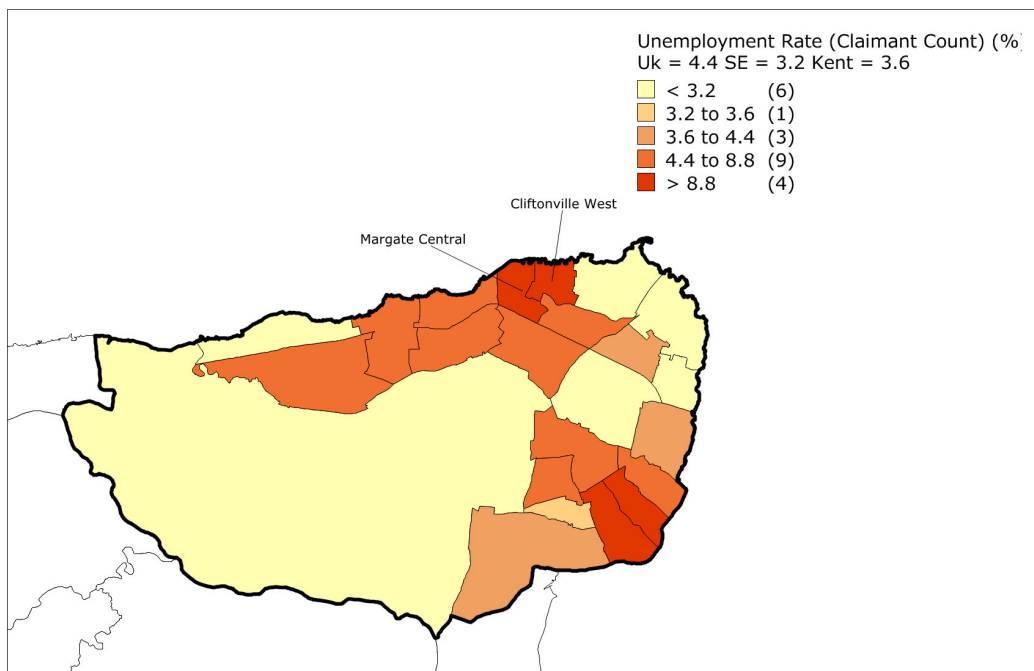 Unemployment Rate (Claimant Count) (%)
Uk = 4.4 SE = 3.2 Kent = 3.6
< 3.2 (6)
3.2 to 3.6 (1)
3.6 to 4.4 (3)
4.4 to 8.8 (9)
> 8.8 (4)
Cliftonville West
Margate Central